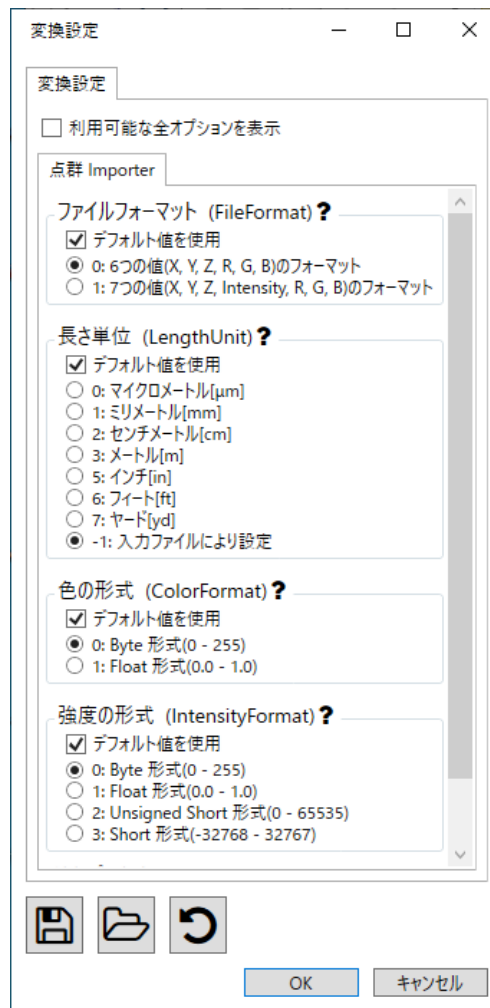 変換設定
変換設定
利用可能な全オプションを表示
点群 Importer
ファイルフォーマット (FileFormat) ?
デフォルト値を使用
0: 6つの値(X, Y, Z, R, G, B)のフォーマット
1: 7つの値(X, Y, Z, Intensity, R, G, B)のフォーマット
長さ単位 (LengthUnit) ?
デフォルト値を使用
0: マイクロメートル[μm]
1: ミリメートル[mm]
2: センチメートル[cm]
3: メートル[m]
5: インチ[in]
6: フィート[ft]
7: ヤード[yd]
-1: 入力ファイルにより設定
色の形式 (ColorFormat) ?
デフォルト値を使用
0: Byte 形式(0 - 255)
1: Float 形式(0.0 - 1.0)
強度の形式 (IntensityFormat) ?
デフォルト値を使用
0: Byte 形式(0 - 255)
1: Float 形式(0.0 - 1.0)
2: Unsigned Short 形式(0 - 65535)
3: Short 形式(-32768 - 32767)
OK
キャンセル